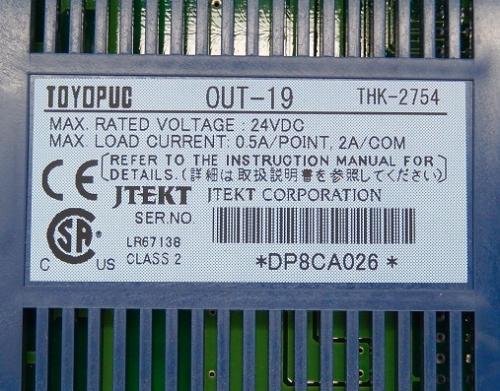 TOYOPUC OUT-19 THK-2754
MAX. RATED VOLTAGE : 24VDC
MAX. LOAD CURRENT: 0.5A/POINT, 2A/COM
CE [REFER TO THE INSTRUCTION MANUAL FOR]
DETAILS. (詳細は取扱説明書を参照してください)
JTEKT JTEKT CORPORATION
SER.NO.
SA
C US
LR67138
CLASS 2
*DP8CA026*